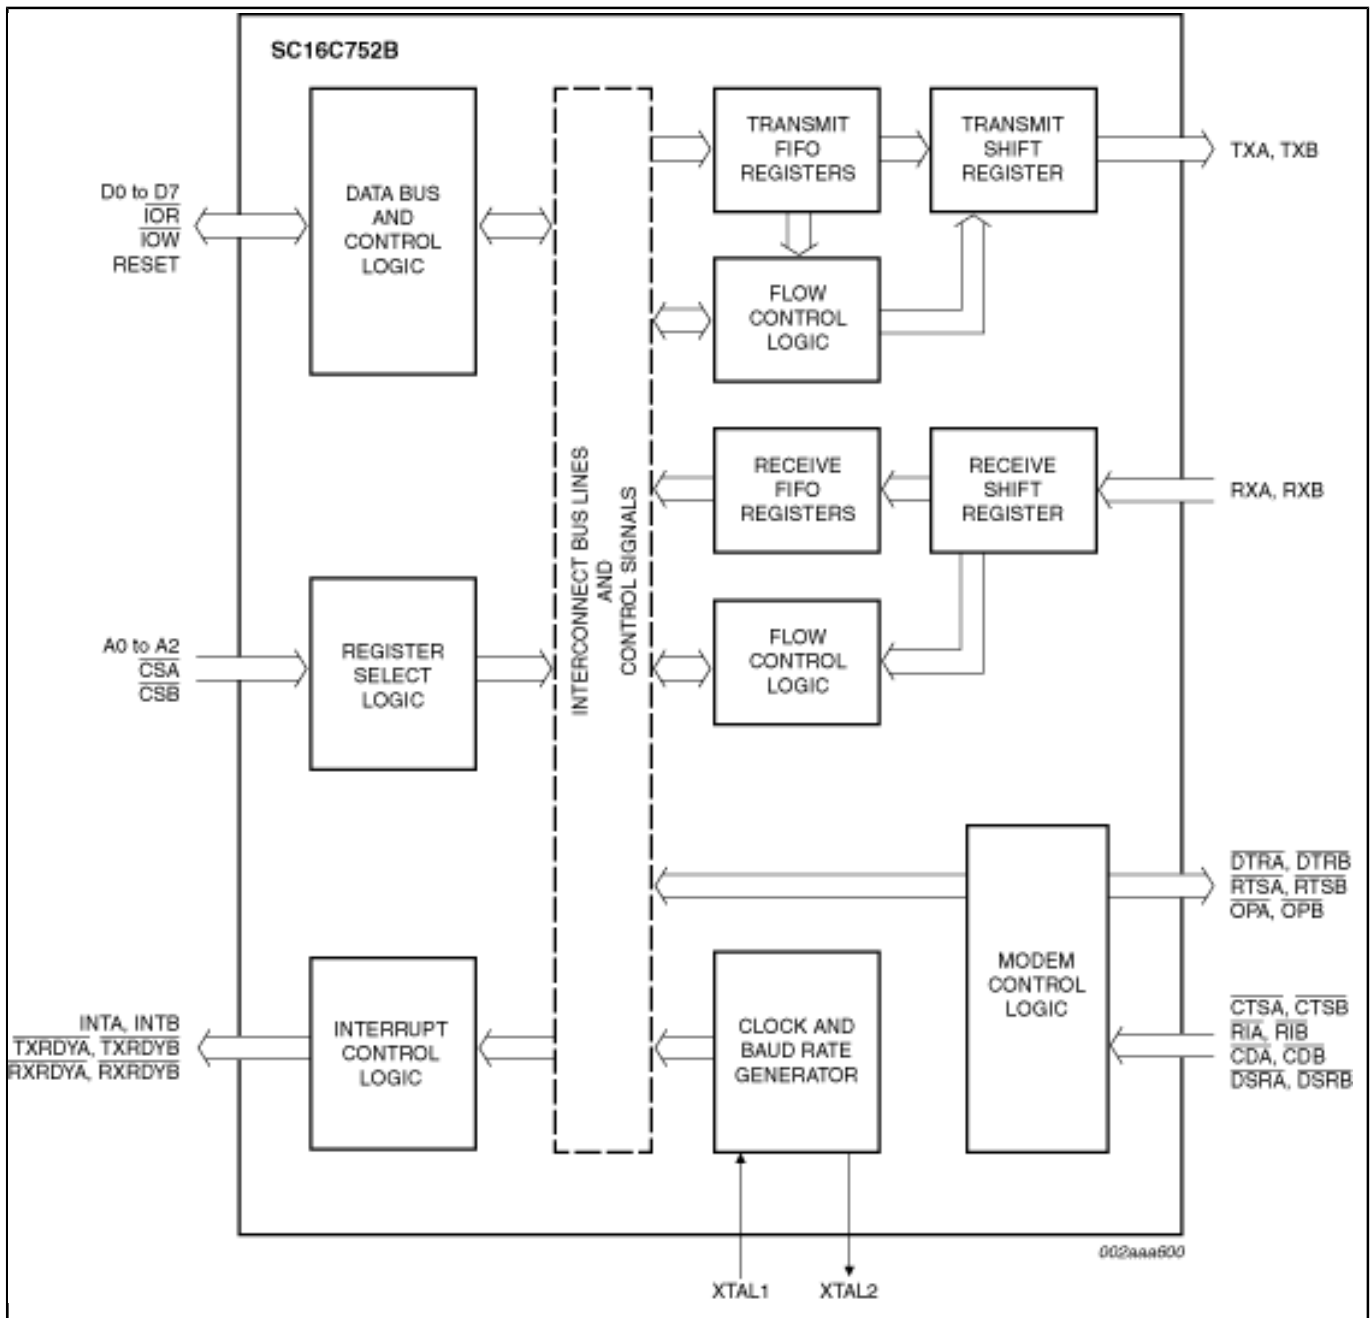 SC16C752B
D0 to D7
IOR
IOW
RESET
DATA BUS
AND
CONTROL
LOGIC
TRANSMIT
FIFO
REGISTERS
TRANSMIT
SHIFT
REGISTER
TXA, TXB
FLOW
CONTROL
LOGIC
INTERCONNECT BUS LINES
AND
CONTROL SIGNALS
RECEIVE
FIFO
REGISTERS
RECEIVE
SHIFT
REGISTER
RXA, RXB
A0 to A2
CSA
CSB
REGISTER
SELECT
LOGIC
FLOW
CONTROL
LOGIC
DTRA, DTRB
RTSA, RTSB
OPA, OPB
MODEM
CONTROL
LOGIC
CTSA, CTSB
RIA, RIB
CDA, CDB
DSRA, DSRB
INTA, INTB
TXRDYA, TXRDYB
RXRDYA, RXRDYB
INTERRUPT
CONTROL
LOGIC
CLOCK AND
BAUD RATE
GENERATOR
002aaa600
XTAL1
XTAL2